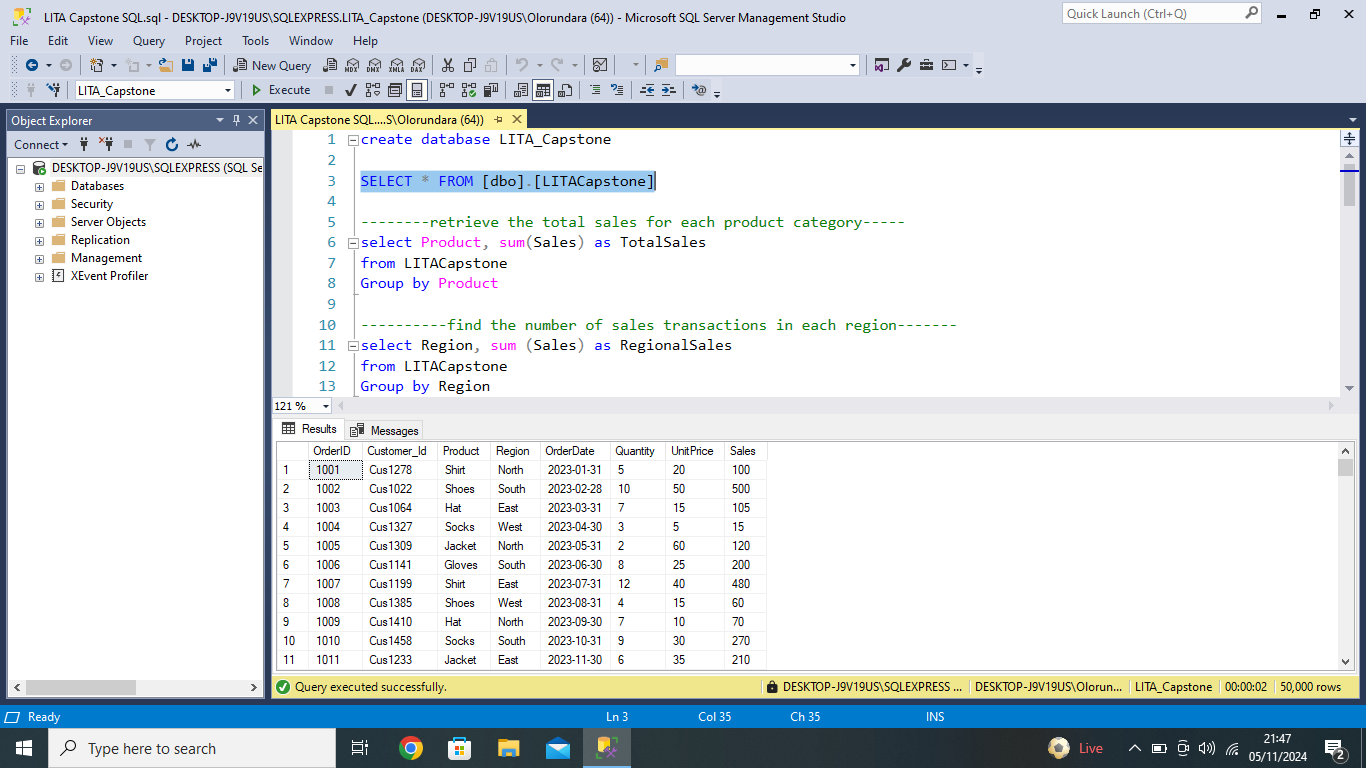 LITA Capstone SQL.sql - DESKTOP-J9V19US\SQLEXPRESS.LITA_Capstone (DESKTOP-J9V19US\Olorundara (64)) - Microsoft SQL Server Management Studio
Quick Launch (Ctrl+Q)
File Edit View Query Project Tools Window Help
New Query MDX DMX XMLA DAX
LITA_Capstone Execute
Object Explorer
Connect
DESKTOP-J9V19US\SQLEXPRESS (SQL Se
Databases
Security
Server Objects
Replication
Management
XEvent Profiler
LITA Capstone SQL....S\Olorundara (64))
1 create database LITA_Capstone
2
3 SELECT * FROM [dbo].[LITACapstone]
4
5 --------retrieve the total sales for each product category-----
6 select Product, sum(Sales) as TotalSales
7 from LITACapstone
8 Group by Product
9
10 ----------find the number of sales transactions in each region-------
11 select Region, sum (Sales) as RegionalSales
12 from LITACapstone
13 Group by Region
121 %
Results Messages
OrderID Customer_Id Product Region OrderDate Quantity UnitPrice Sales
1 1001 Cus1278 Shirt North 2023-01-31 5 20 100
2 1002 Cus1022 Shoes South 2023-02-28 10 50 500
3 1003 Cus1064 Hat East 2023-03-31 7 15 105
4 1004 Cus1327 Socks West 2023-04-30 3 5 15
5 1005 Cus1309 Jacket North 2023-05-31 2 60 120
6 1006 Cus1141 Gloves South 2023-06-30 8 25 200
7 1007 Cus1199 Shirt East 2023-07-31 12 40 480
8 1008 Cus1385 Shoes West 2023-08-31 4 15 60
9 1009 Cus1410 Hat North 2023-09-30 7 10 70
10 1010 Cus1458 Socks South 2023-10-31 9 30 270
11 1011 Cus1233 Jacket East 2023-11-30 6 35 210
Query executed successfully. DESKTOP-J9V19US\SQLEXPRESS ... DESKTOP-J9V19US\Olorun... LITA_Capstone 00:00:02 50,000 rows
Ready Ln 3 Col 35 Ch 35 INS
Type here to search
Live
21:47
05/11/2024
2